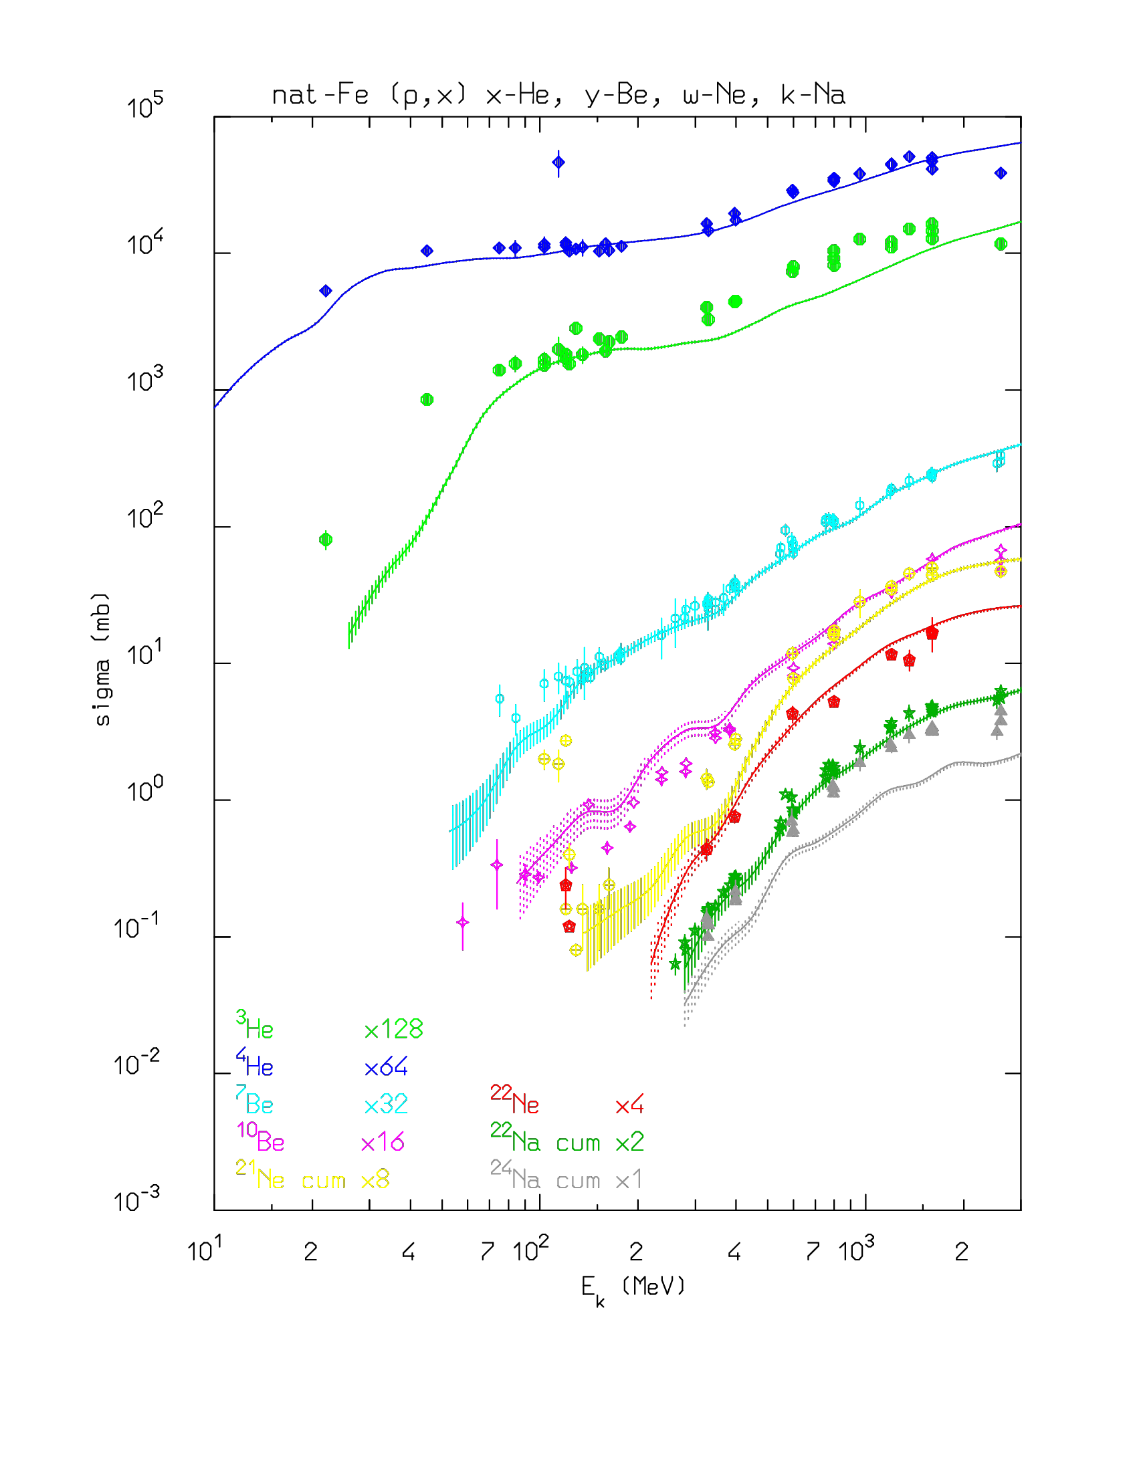 nat-Fe (p,x) x-He, y-Be, w-Ne, k-Na
10^5
10^4
10^3
10^2
10^1
10^0
10^-1
10^-2
10^-3
sigma (mb)
^3He x128
^4He x64
^7Be x32
^10Be x16
^21Ne cum x8
^22Ne x4
^22Na cum x2
^24Na cum x1
10^1 2 4 7 10^2 2 4 7 10^3 2
E_k (MeV)